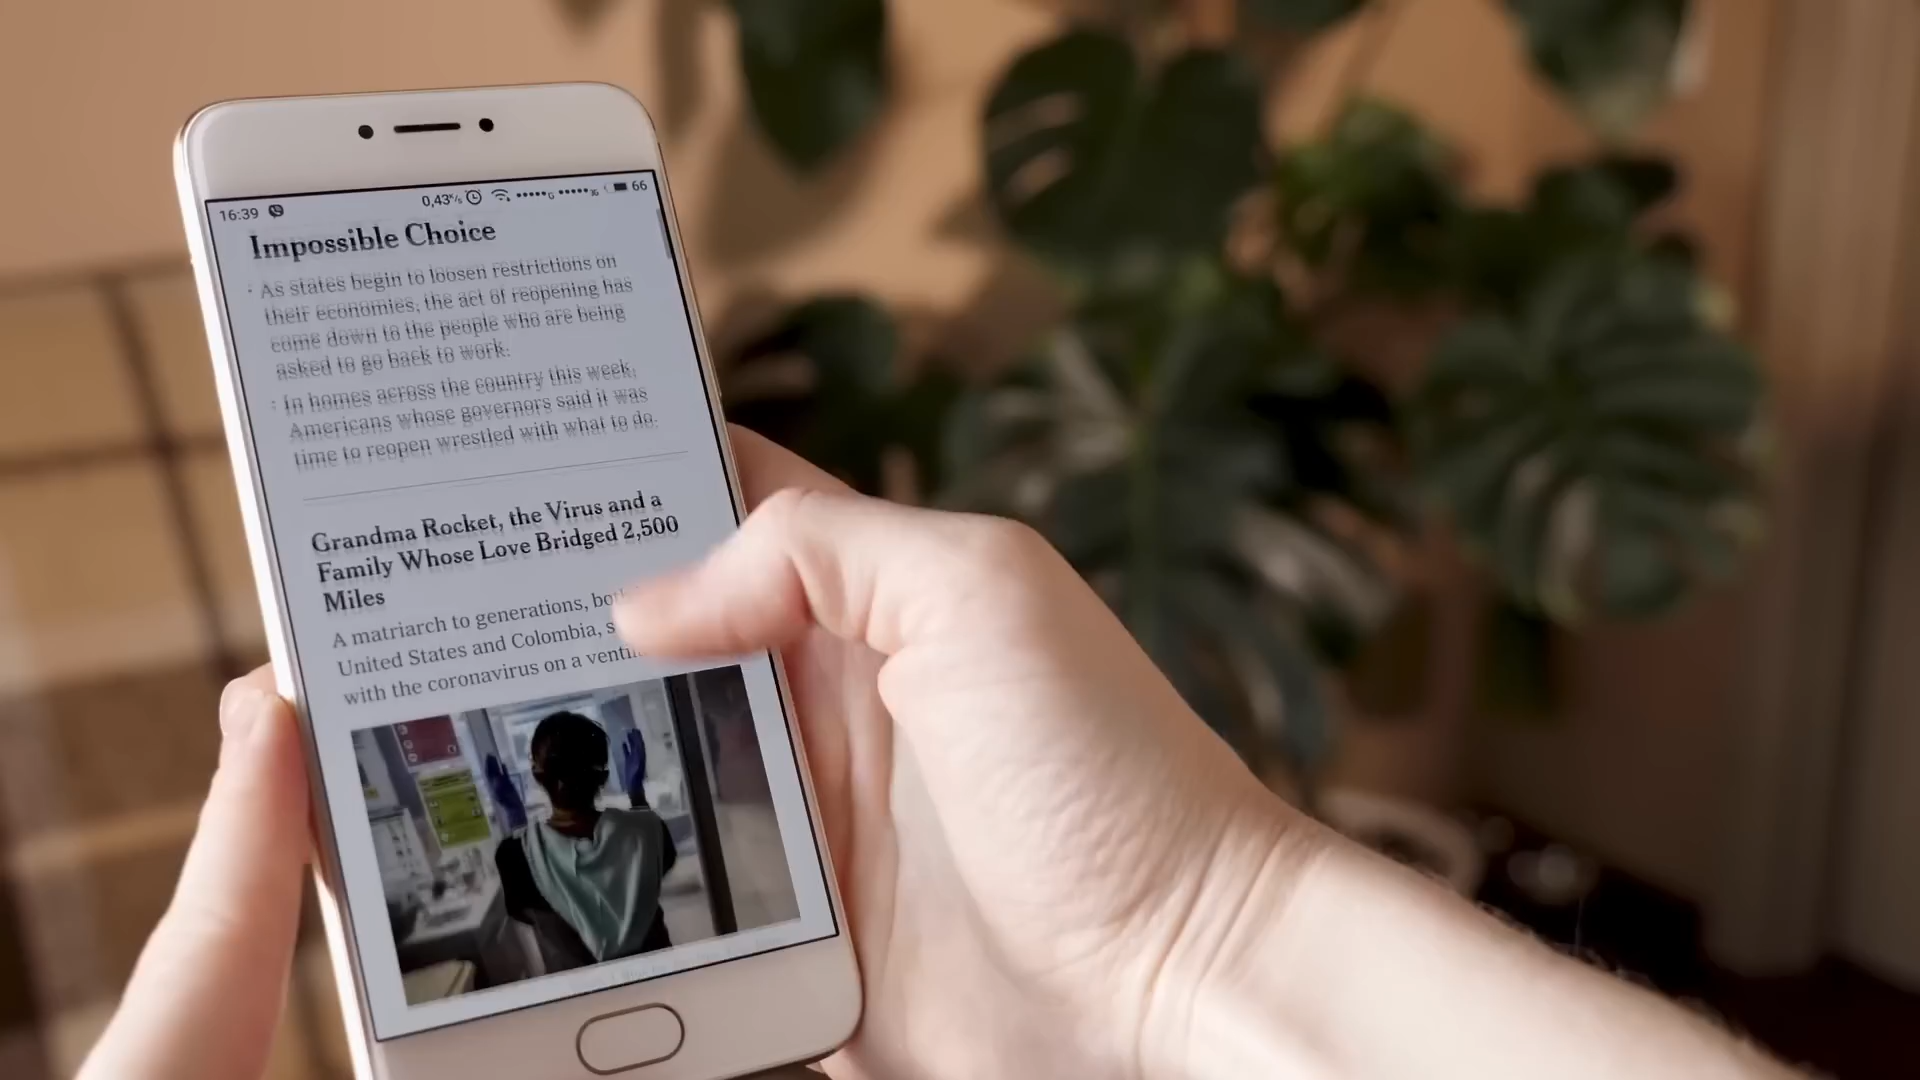 16:39 0,43K/s G 3G 66
Impossible Choice
As states begin to loosen restrictions on
their economies, the act of reopening has
come down to the people who are being
asked to go back to work.
In homes across the country this week,
Americans whose governors said it was
time to reopen wrestled with what to do.
Grandma Rocket, the Virus and a
Family Whose Love Bridged 2,500
Miles
A matriarch to generations,
United States and Colombia,
with the coronavirus on a